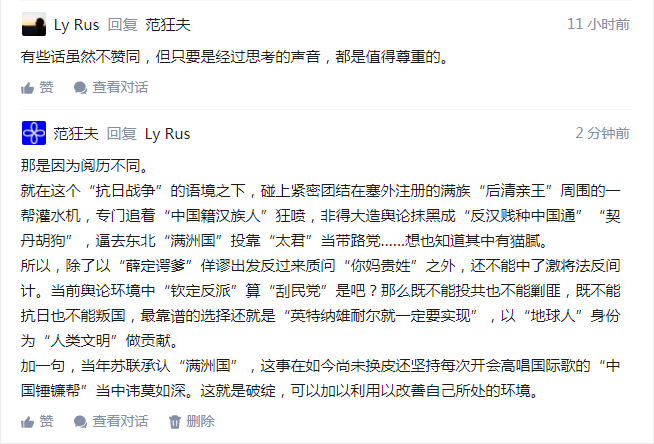 Ly Rus 回复 范狂夫 11 小时前
有些话虽然不赞同，但只要是经过思考的声音，都是值得尊重的。
赞 查看对话
范狂夫 回复 Ly Rus 2 分钟前
那是因为阅历不同。
就在这个“抗日战争”的语境之下，碰上紧密团结在塞外注册的满族“后清亲王”周围的一
帮灌水机，专门追着“中国籍汉族人”狂喷，非得大造舆论抹黑成“反汉贱种中国通”“契
丹胡狗”，逼去东北“满洲国”投靠“太君”当带路党......想也知道其中有猫腻。
所以，除了以“薛定谔爹”佯谬出发反过来质问“你妈贵姓”之外，还不能中了激将法反间
计。当前舆论环境中“钦定反派”算“刮民党”是吧？那么既不能投共也不能剿匪，既不能
抗日也不能叛国，最靠谱的选择还就是“英特纳雄耐尔就一定要实现”，以“地球人”身份
为“人类文明”做贡献。
加一句，当年苏联承认“满洲国”，这事在如今尚未换皮还坚持每次开会高唱国际歌的“中
国锤镰帮”当中讳莫如深。这就是破绽，可以加以利用以改善自己所处的环境。
赞 查看对话 删除